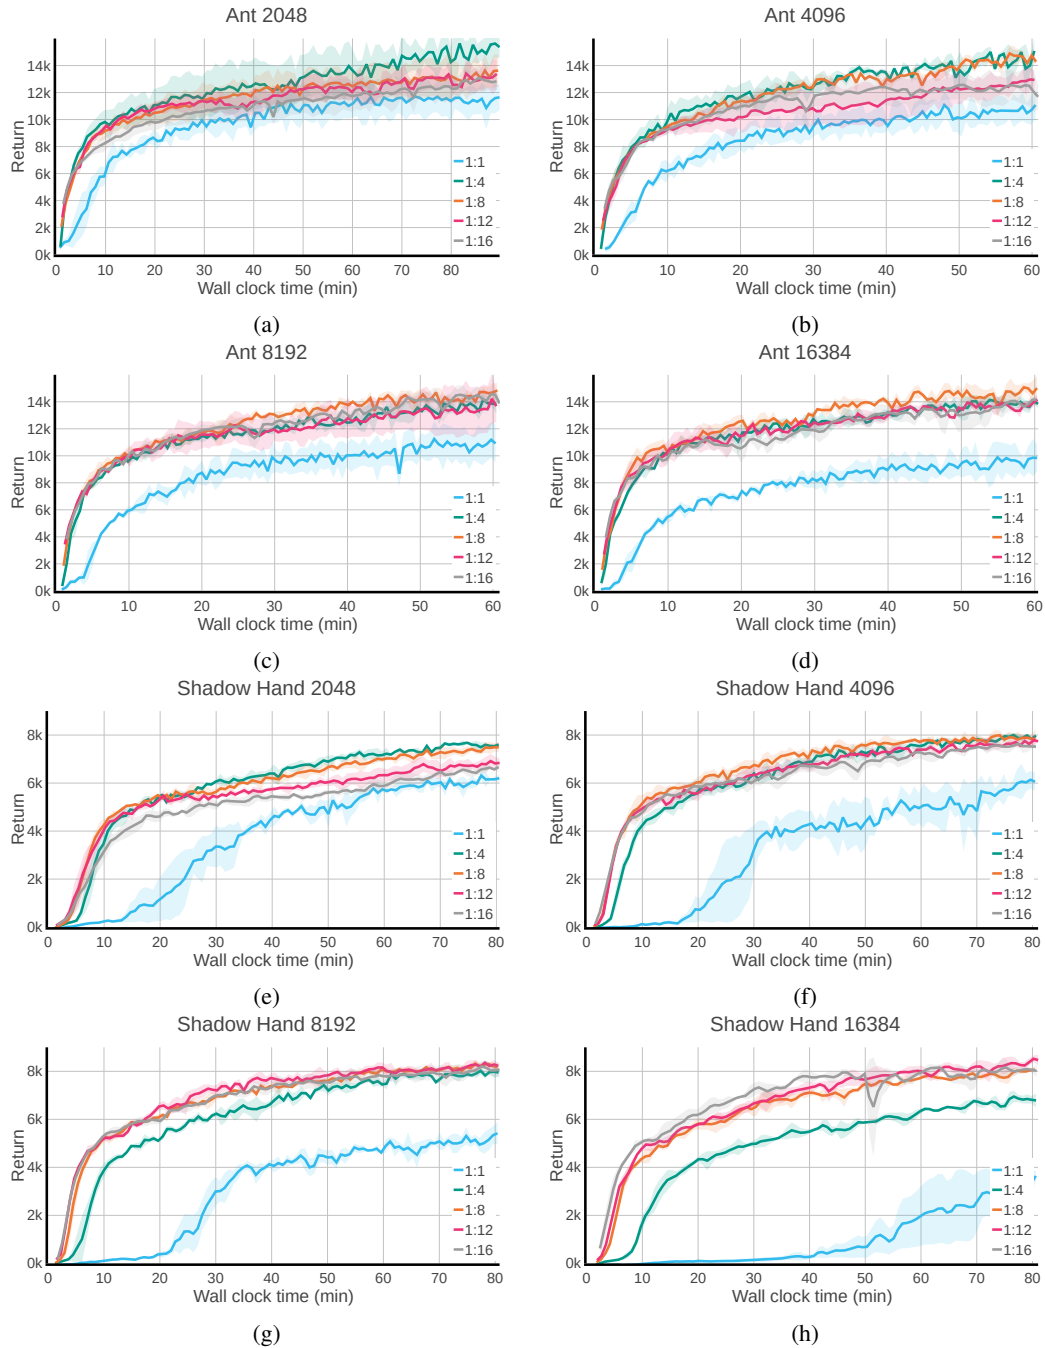 Ant 2048
Return
14k
12k
10k
8k
6k
4k
2k
0k
1:1
1:4
1:8
1:12
1:16
0 10 20 30 40 50 60 70 80
Wall clock time (min)
(a)
Ant 4096
Return
14k
12k
10k
8k
6k
4k
2k
0k
1:1
1:4
1:8
1:12
1:16
0 10 20 30 40 50 60
Wall clock time (min)
(b)
Ant 8192
Return
14k
12k
10k
8k
6k
4k
2k
0k
1:1
1:4
1:8
1:12
1:16
0 10 20 30 40 50 60
Wall clock time (min)
(c)
Ant 16384
Return
14k
12k
10k
8k
6k
4k
2k
0k
1:1
1:4
1:8
1:12
1:16
0 10 20 30 40 50 60
Wall clock time (min)
(d)
Shadow Hand 2048
Return
8k
6k
4k
2k
0k
1:1
1:4
1:8
1:12
1:16
0 10 20 30 40 50 60 70 80
Wall clock time (min)
(e)
Shadow Hand 4096
Return
8k
6k
4k
2k
0k
1:1
1:4
1:8
1:12
1:16
0 10 20 30 40 50 60 70 80
Wall clock time (min)
(f)
Shadow Hand 8192
Return
8k
6k
4k
2k
0k
1:1
1:4
1:8
1:12
1:16
0 10 20 30 40 50 60 70 80
Wall clock time (min)
(g)
Shadow Hand 16384
Return
8k
6k
4k
2k
0k
1:1
1:4
1:8
1:12
1:16
0 10 20 30 40 50 60 70 80
Wall clock time (min)
(h)